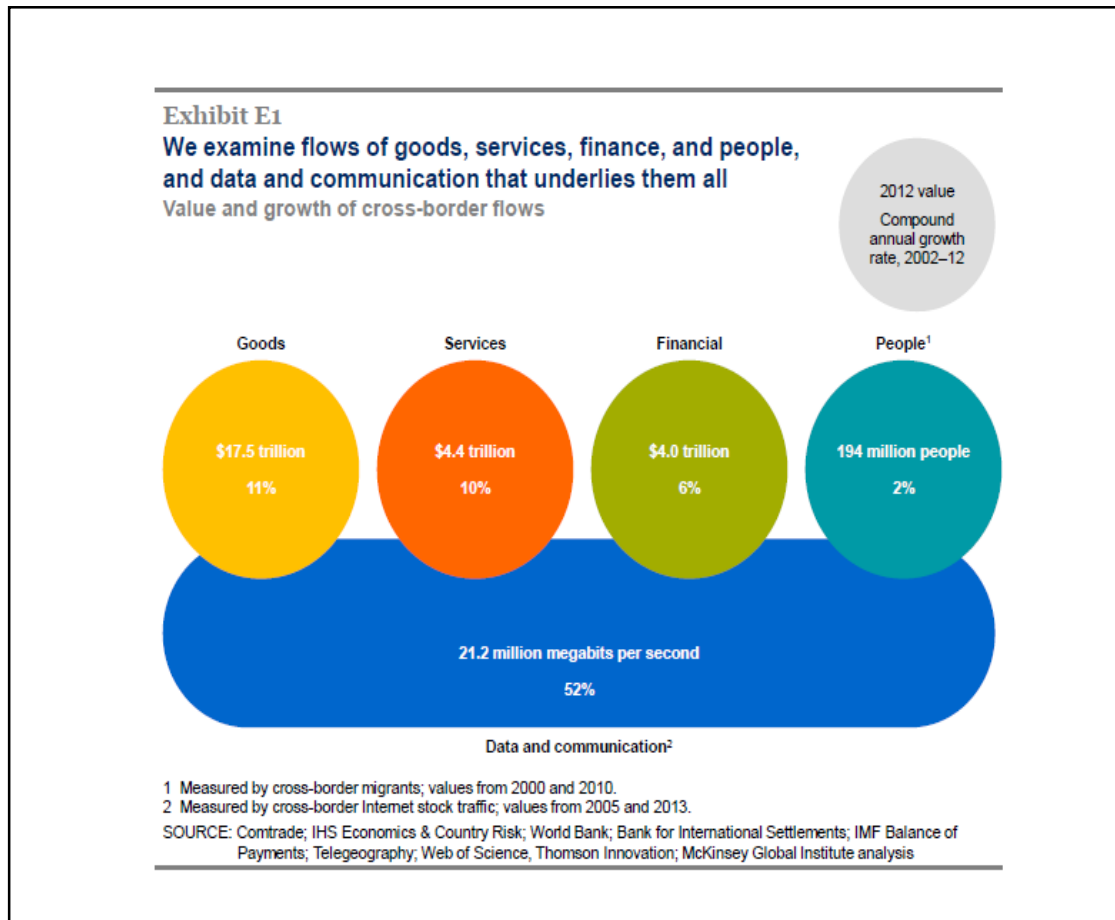 Exhibit E1
We examine flows of goods, services, finance, and people,
and data and communication that underlies them all
Value and growth of cross-border flows
2012 value
Compound
annual growth
rate, 2002–12
Goods
Services
Financial
People¹
$17.5 trillion
11%
$4.4 trillion
10%
$4.0 trillion
6%
194 million people
2%
21.2 million megabits per second
52%
Data and communication²
1 Measured by cross-border migrants; values from 2000 and 2010.
2 Measured by cross-border Internet stock traffic; values from 2005 and 2013.
SOURCE: Comtrade; IHS Economics & Country Risk; World Bank; Bank for International Settlements; IMF Balance of
Payments; Telegeography; Web of Science, Thomson Innovation; McKinsey Global Institute analysis